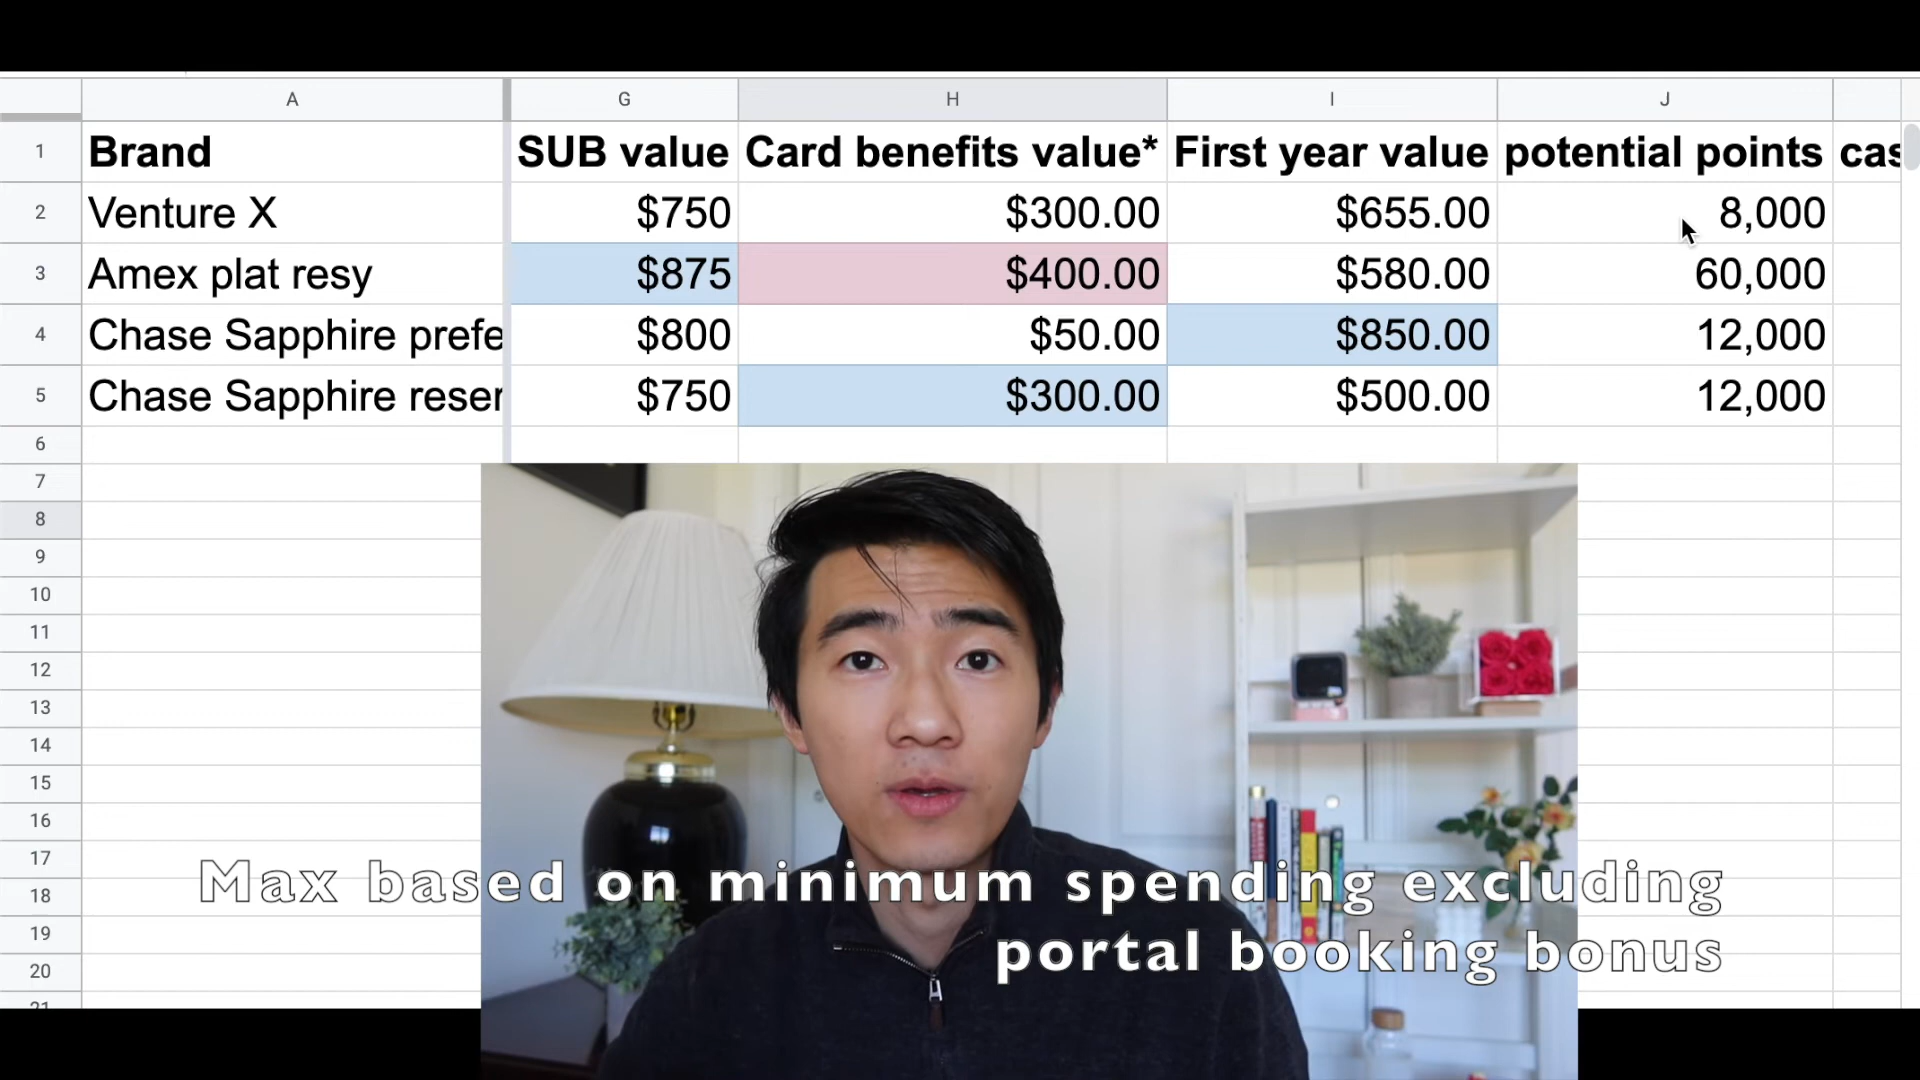 A G H I J
1 Brand SUB value Card benefits value* First year value potential points cas
2 Venture X $750 $300.00 $655.00 8,000
3 Amex plat resy $875 $400.00 $580.00 60,000
4 Chase Sapphire prefe $800 $50.00 $850.00 12,000
5 Chase Sapphire reser $750 $300.00 $500.00 12,000
6
7
8
9
10
11
12
13
14
15
16
17
Max based on minimum spending excluding
18
19
portal booking bonus
20
21